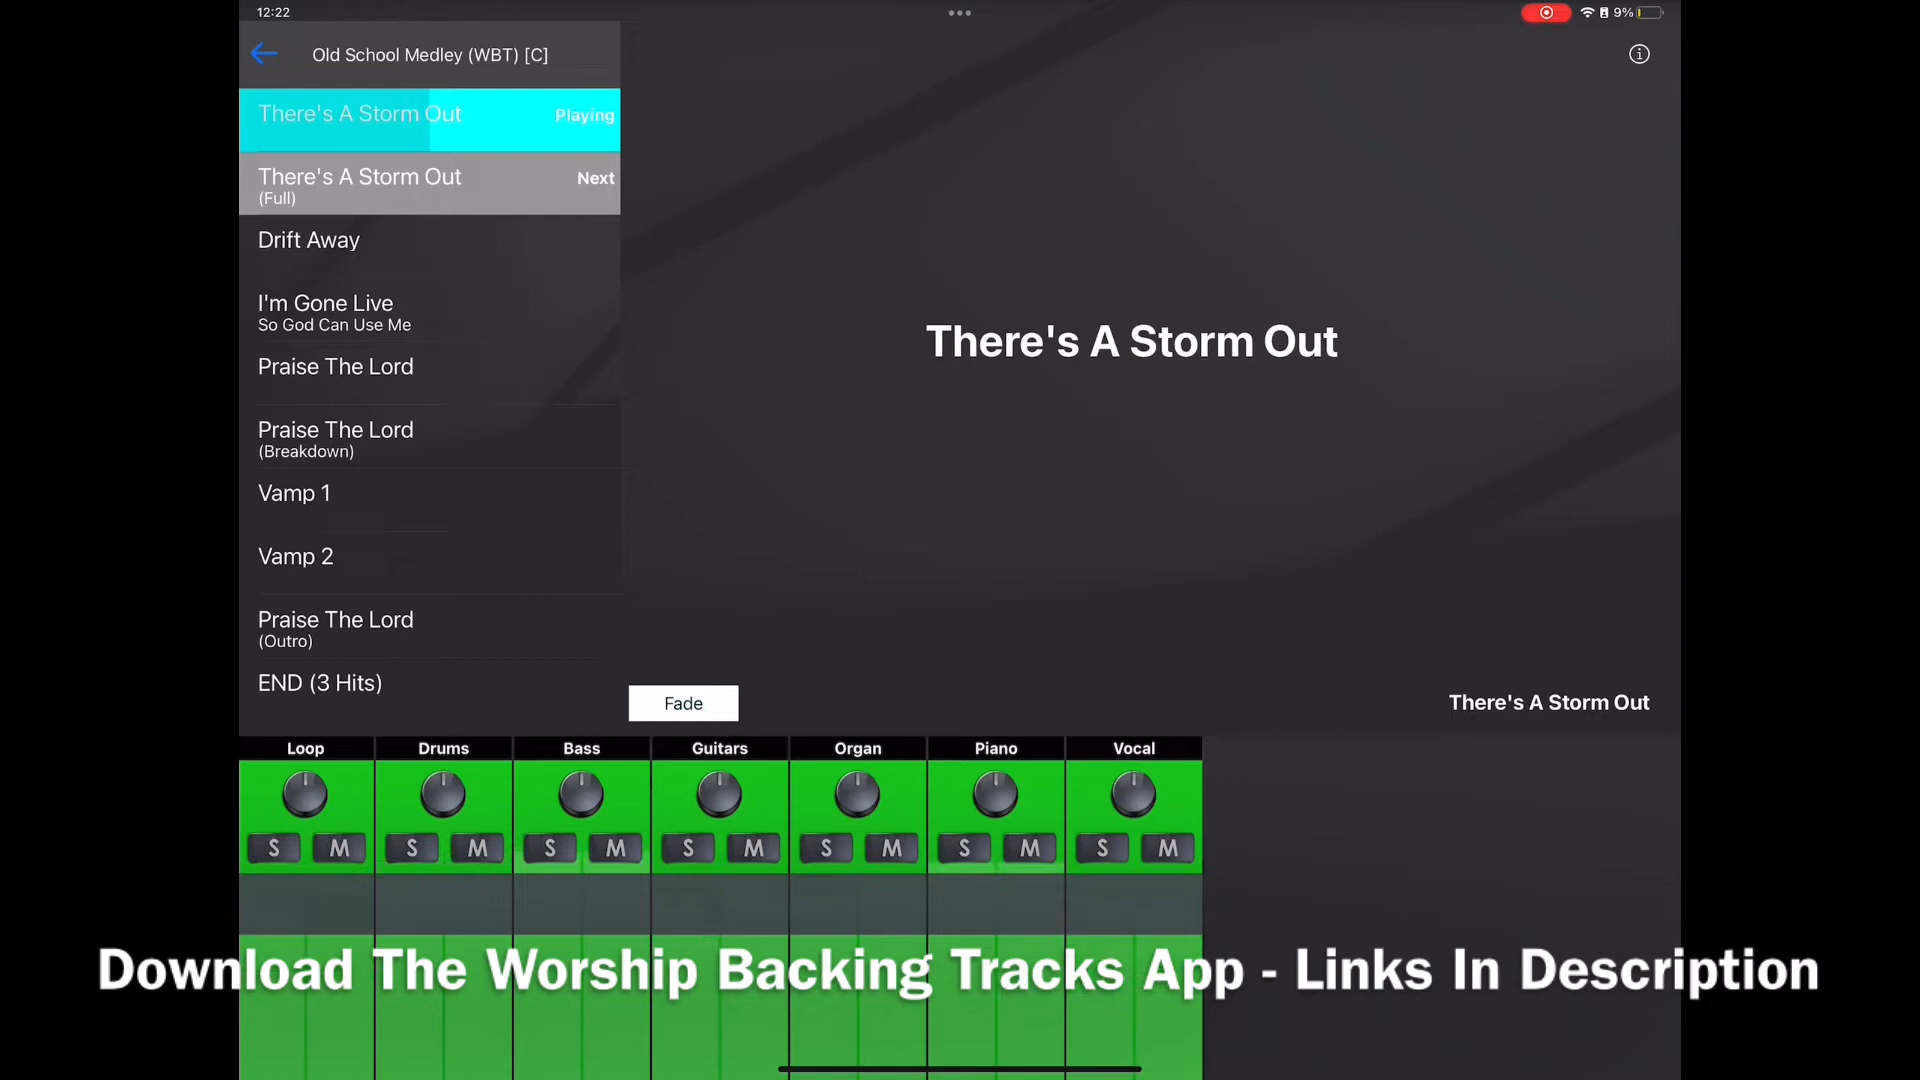 12:22
9%
Old School Medley (WBT) [C]
There's A Storm Out
Playing
There's A Storm Out
Next
(Full)
Drift Away
I'm Gone Live
So God Can Use Me
Praise The Lord
Praise The Lord
(Breakdown)
Vamp 1
Vamp 2
Praise The Lord
(Outro)
END (3 Hits)
There's A Storm Out
Fade
There's A Storm Out
Loop Drums Bass Guitars Organ Piano Vocal
S M S M S M S M S M S M S M
Download The Worship Backing Tracks App - Links In Description